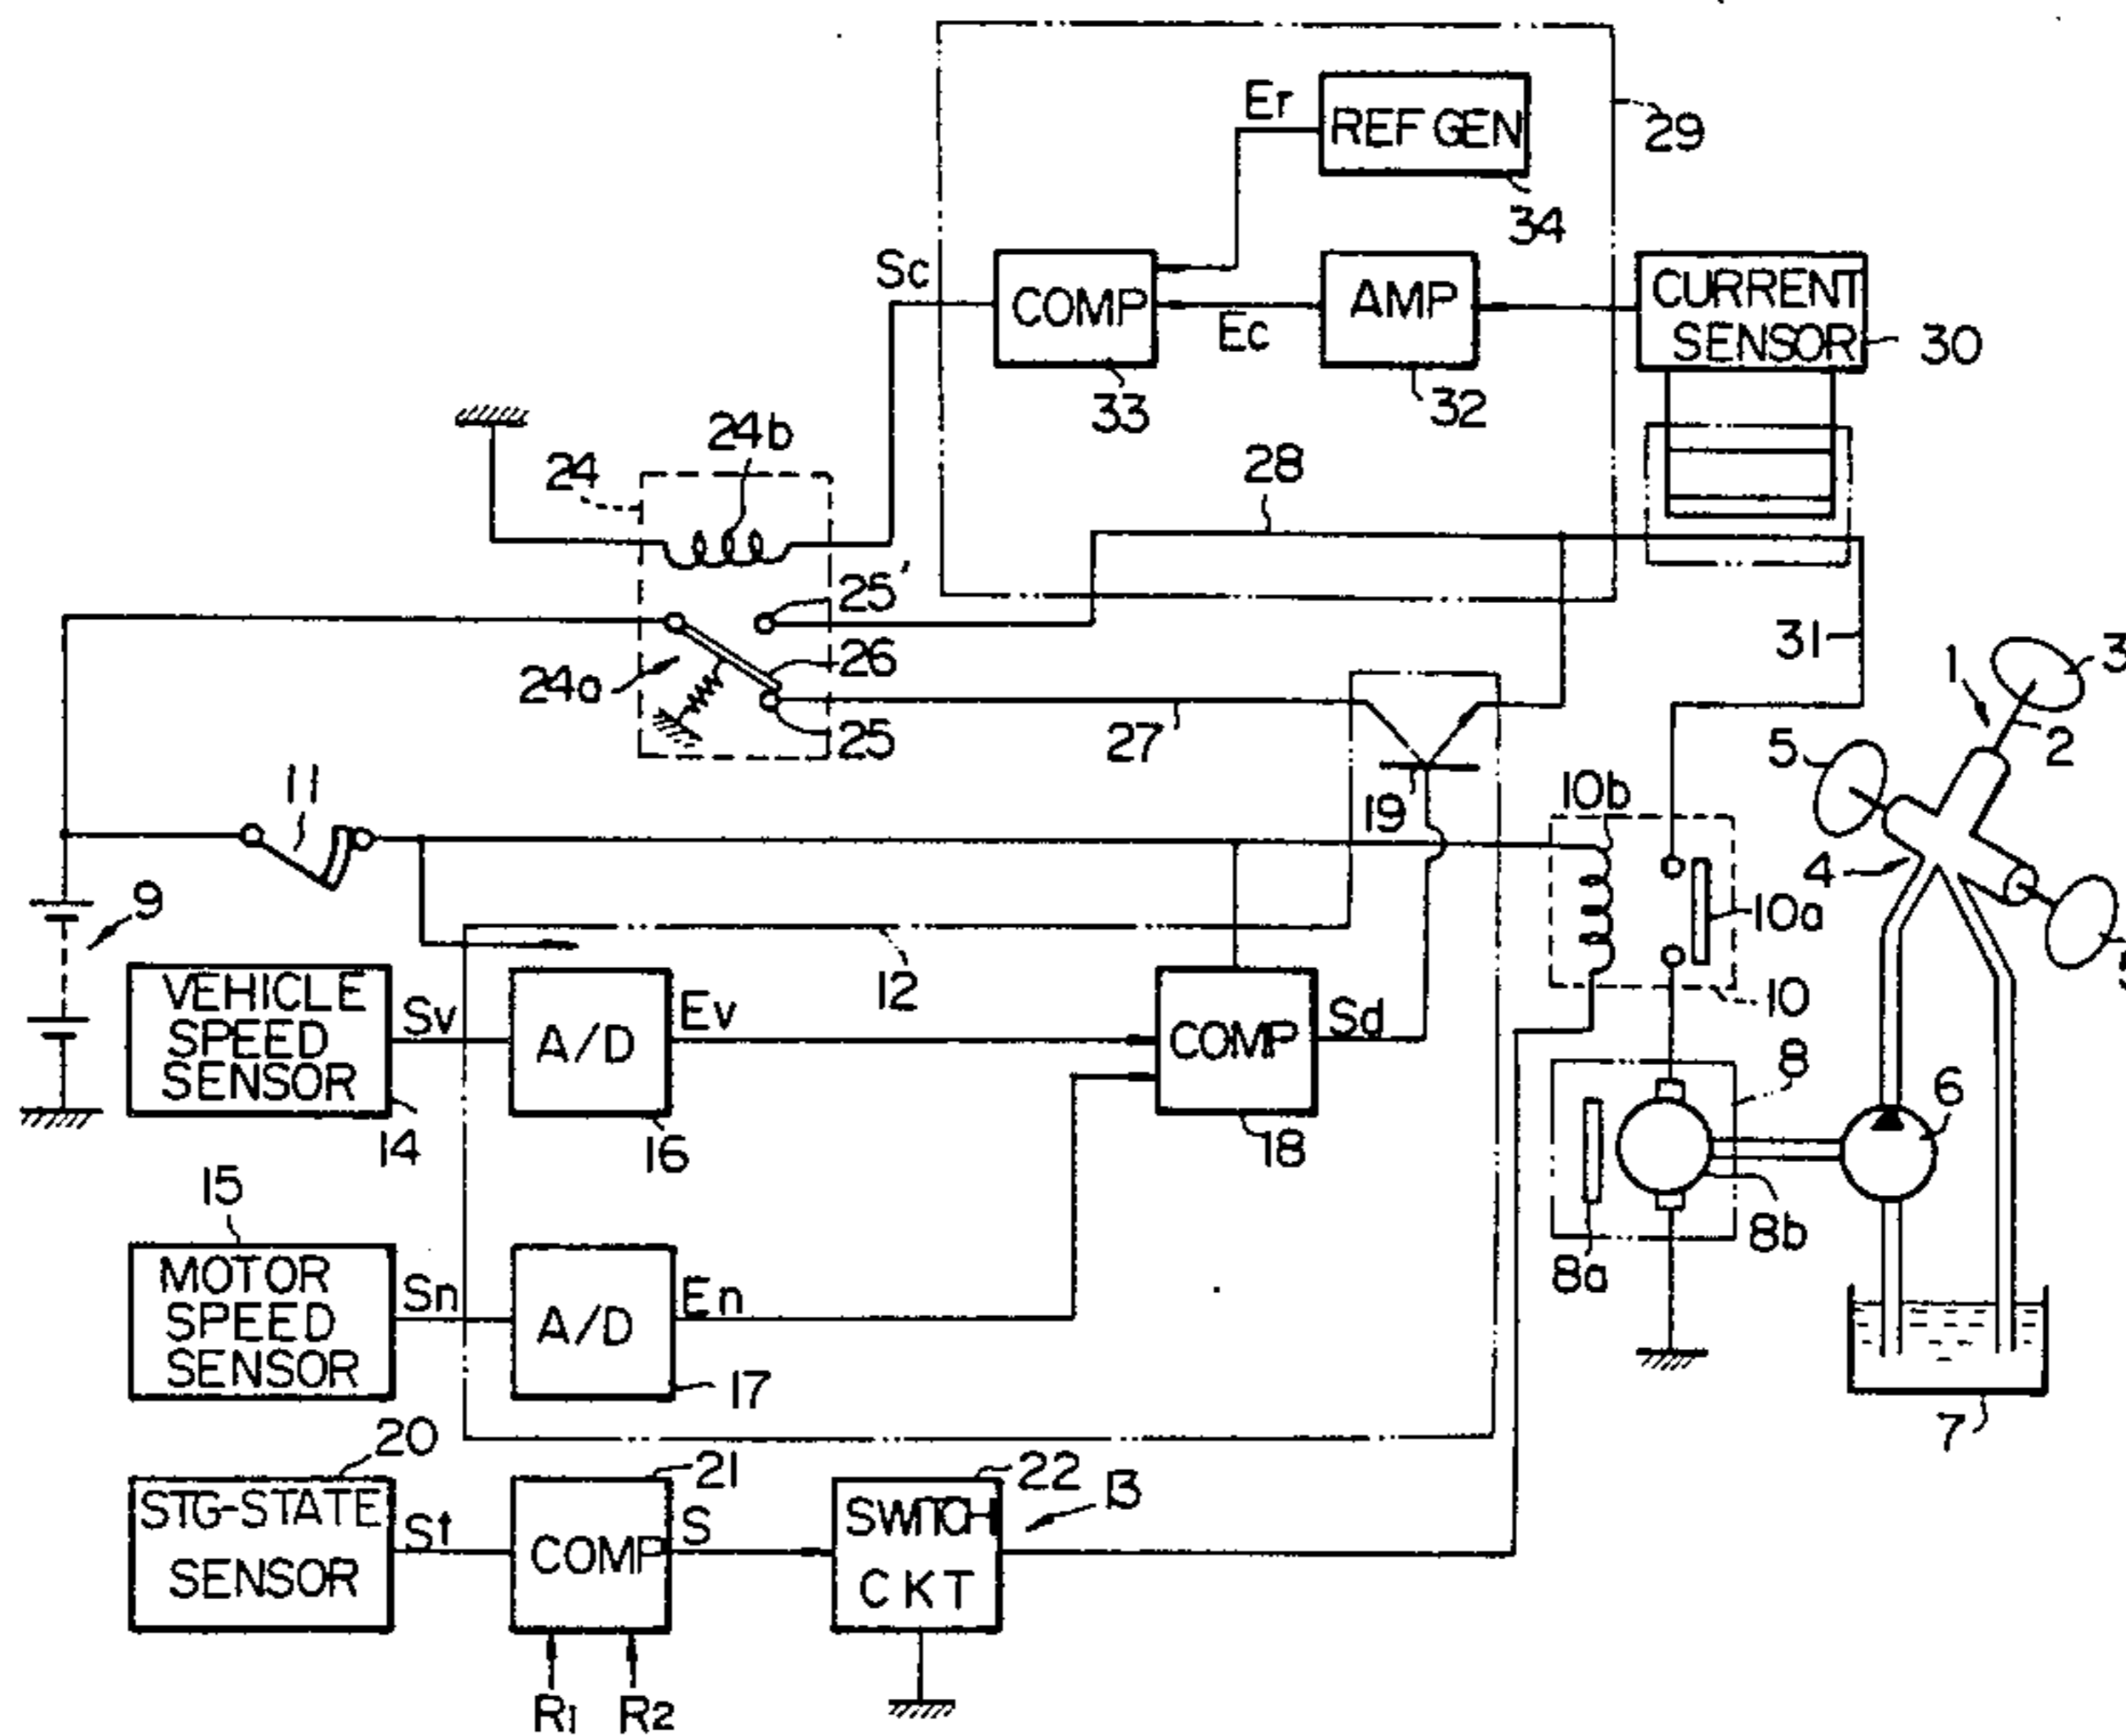 Er
REF GEN
29
34
Sc
COMP
Ec
AMP
CURRENT
SENSOR
30
33
32
24b
24
28
25'
26
24a
25
27
31
1
3
2
5
11
19
10b
4
9
10a
12
10
VEHICLE
SPEED
SENSOR
Sv
A/D
Ev
COMP
Sd
14
16
18
8
6
8b
8a
15
MOTOR
SPEED
SENSOR
Sn
A/D
En
17
7
20
21
22
13
STG-STATE
SENSOR
St
COMP
S
SWITCH
CKT
R1
R2